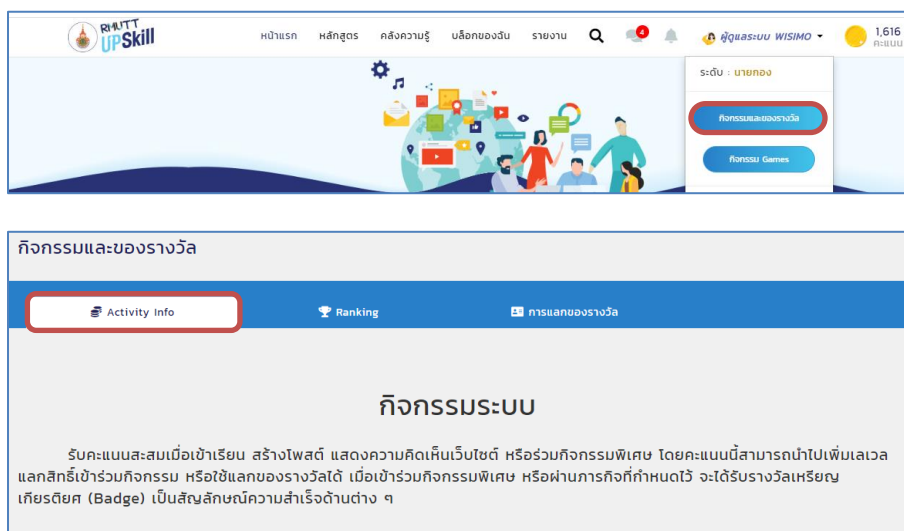 RMUTT
UPSkill
หน้าแรก หลักสูตร คลังความรู้ บล็อกของฉัน รายงาน 4 ผู้ดูแลระบบ WISIMO 1,616
คะแนน
ระดับ : นายกอง
กิจกรรมและของรางวัล
กิจกรรม Games
กิจกรรมและของรางวัล
Activity Info Ranking การแลกของรางวัล
กิจกรรมระบบ
รับคะแนนสะสมเมื่อเข้าเรียน สร้างโพสต์ แสดงความคิดเห็นเว็บไซต์ หรือร่วมกิจกรรมพิเศษ โดยคะแนนนี้สามารถนำไปเพิ่มเลเวล
แลกสิทธิ์เข้าร่วมกิจกรรม หรือใช้แลกของรางวัลได้ เมื่อเข้าร่วมกิจกรรมพิเศษ หรือผ่านภารกิจที่กำหนดไว้ จะได้รับรางวัลเหรียญ
เกียรติยศ (Badge) เป็นสัญลักษณ์ความสำเร็จด้านต่าง ๆ